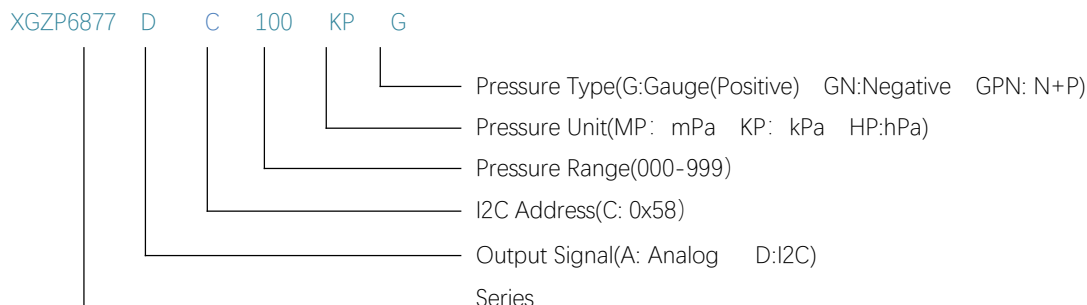 XGZP6877 D C 100 KP G
Pressure Type(G:Gauge(Positive) GN:Negative GPN: N+P)
Pressure Unit(MP: mPa KP: kPa HP:hPa)
Pressure Range(000-999)
I2C Address(C: 0x58)
Output Signal(A: Analog D:I2C)
Series